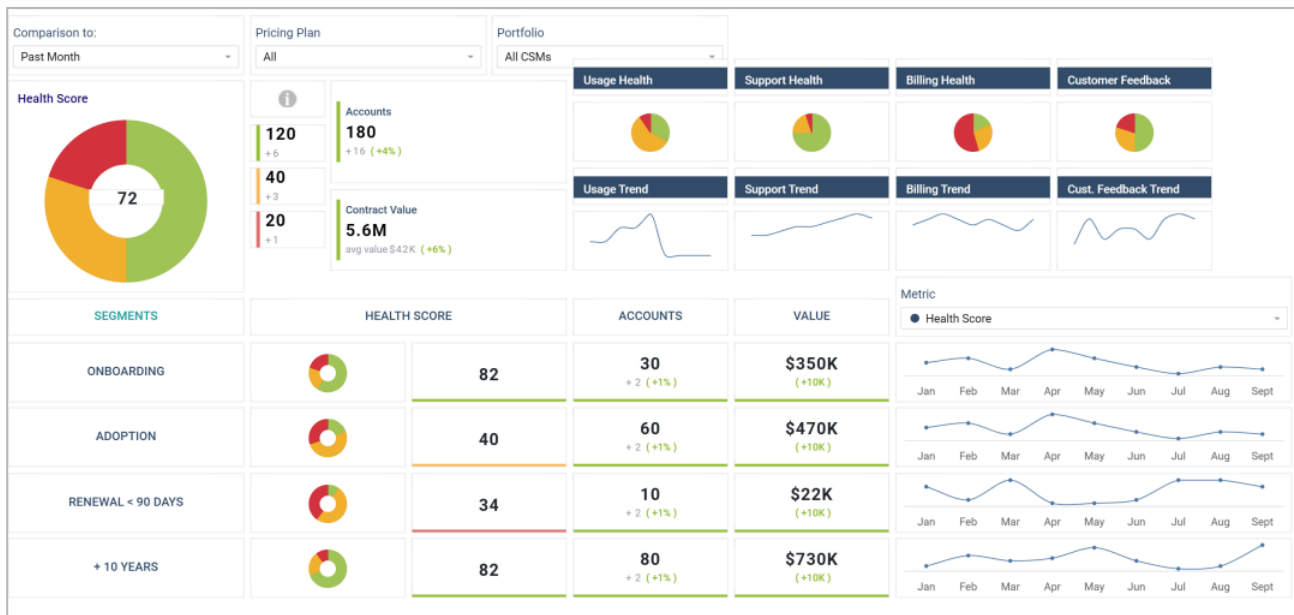 Comparison to:
Past Month
Pricing Plan
All
Portfolio
All CSMs
Health Score
72
120
+ 6
40
+ 3
20
+ 1
Accounts
180
+ 16 ( +4% )
Contract Value
5.6M
avg value $42K ( +6% )
Usage Health
Support Health
Billing Health
Customer Feedback
Usage Trend
Support Trend
Billing Trend
Cust. Feedback Trend
Metric
Health Score
SEGMENTS
HEALTH SCORE
ACCOUNTS
VALUE
ONBOARDING
82
30
+ 2 ( +1% )
$350K
( +10K )
Jan Feb Mar Apr May Jun Jul Aug Sept
ADOPTION
40
60
+ 2 ( +1% )
$470K
( +10K )
Jan Feb Mar Apr May Jun Jul Aug Sept
RENEWAL < 90 DAYS
34
10
+ 2 ( +1% )
$22K
( +10K )
Jan Feb Mar Apr May Jun Jul Aug Sept
+ 10 YEARS
82
80
+ 2 ( +1% )
$730K
( +10K )
Jan Feb Mar Apr May Jun Jul Aug Sept